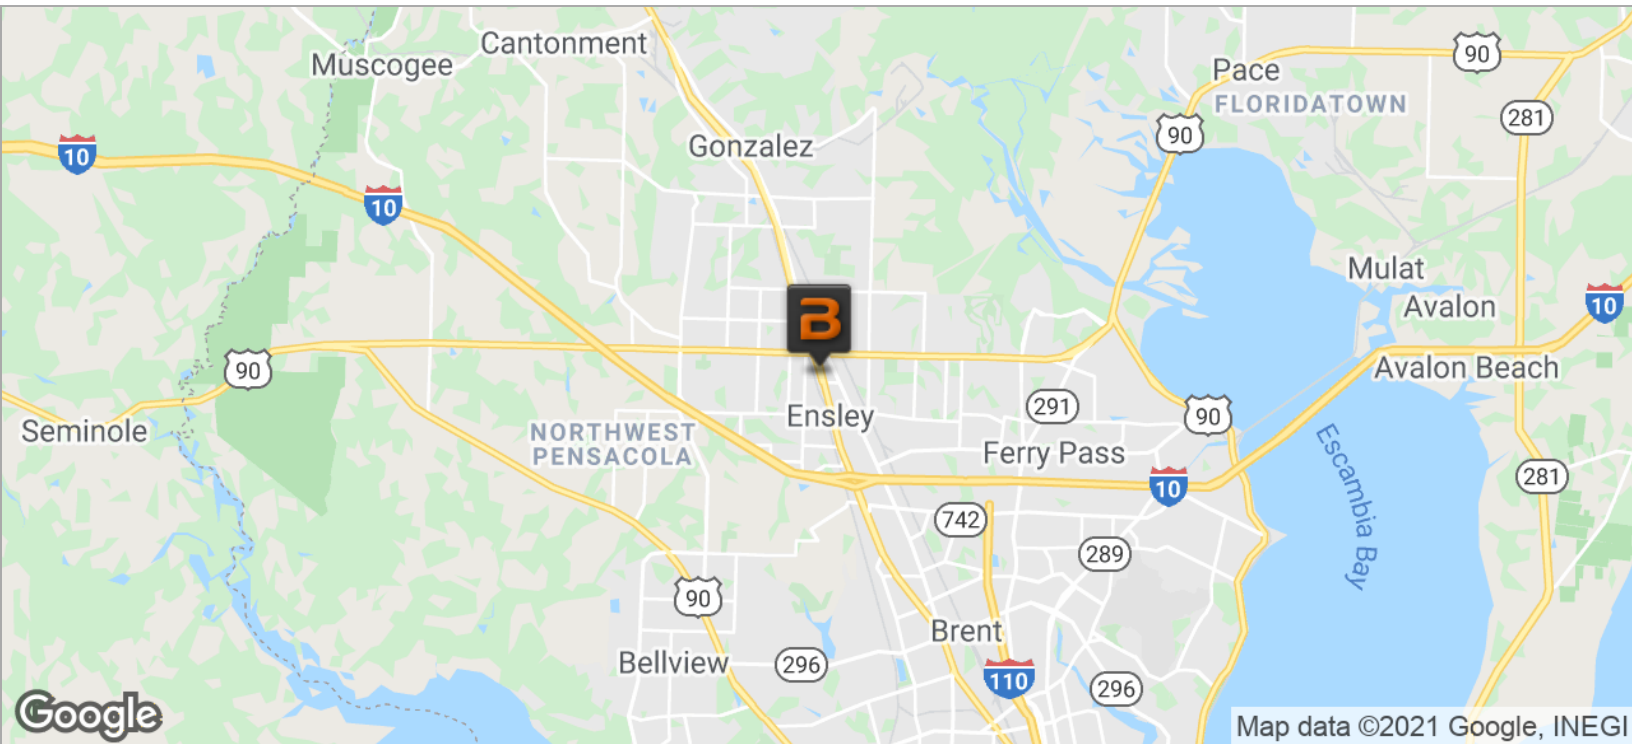 Cantonment
Muscogee
90
Pace
FLORIDATOWN
281
90
Gonzalez
10
10
Mulat
10
Avalon
B
90
Avalon Beach
291
90
Ensley
Seminole
NORTHWEST
PENSACOLA
Ferry Pass
10
281
Escambia Bay
742
289
90
Brent
Bellview
296
110
296
Google
Map data ©2021 Google, INEGI